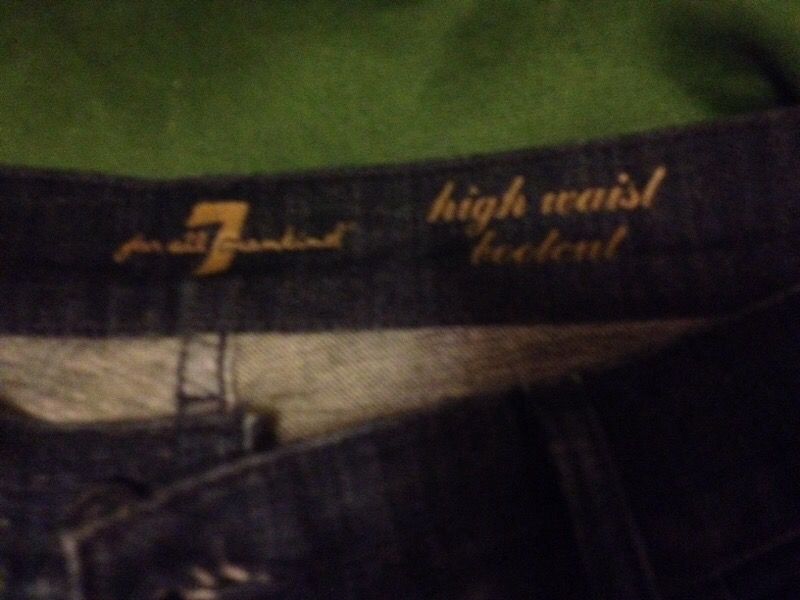 7
for all mankind
high waist
bootcut